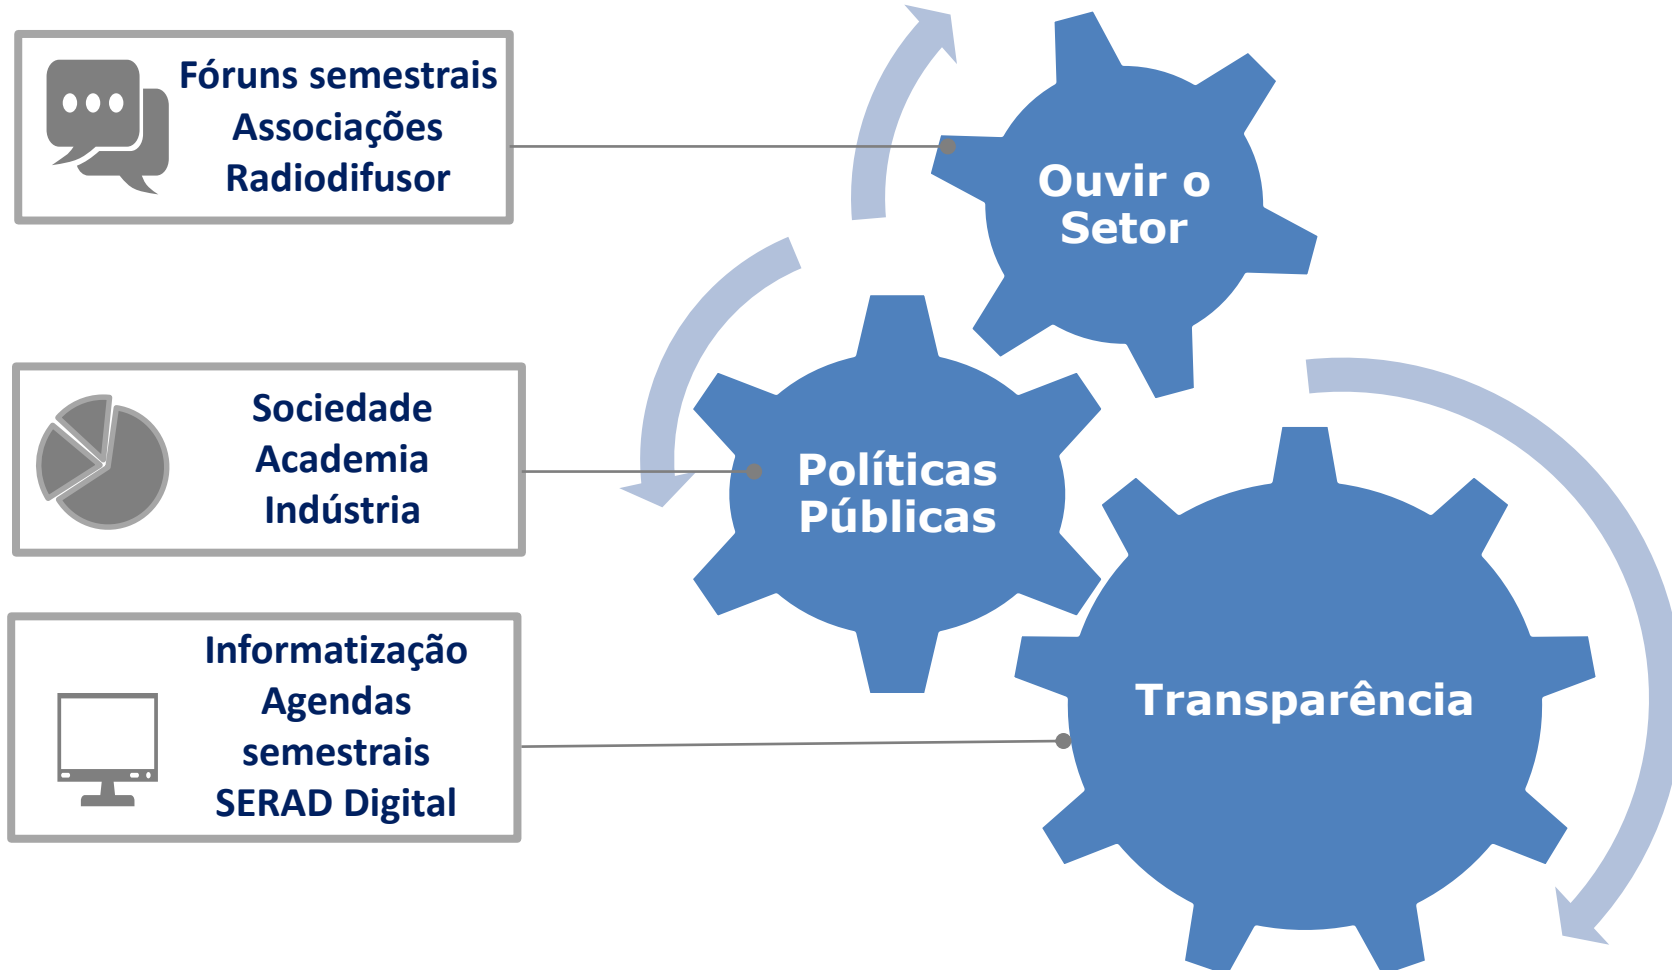 Fóruns semestrais
Associações
Radiodifusor
Ouvir o
Setor
Sociedade
Academia
Indústria
Políticas
Públicas
Informatização
Agendas
semestrais
SERAD Digital
Transparência